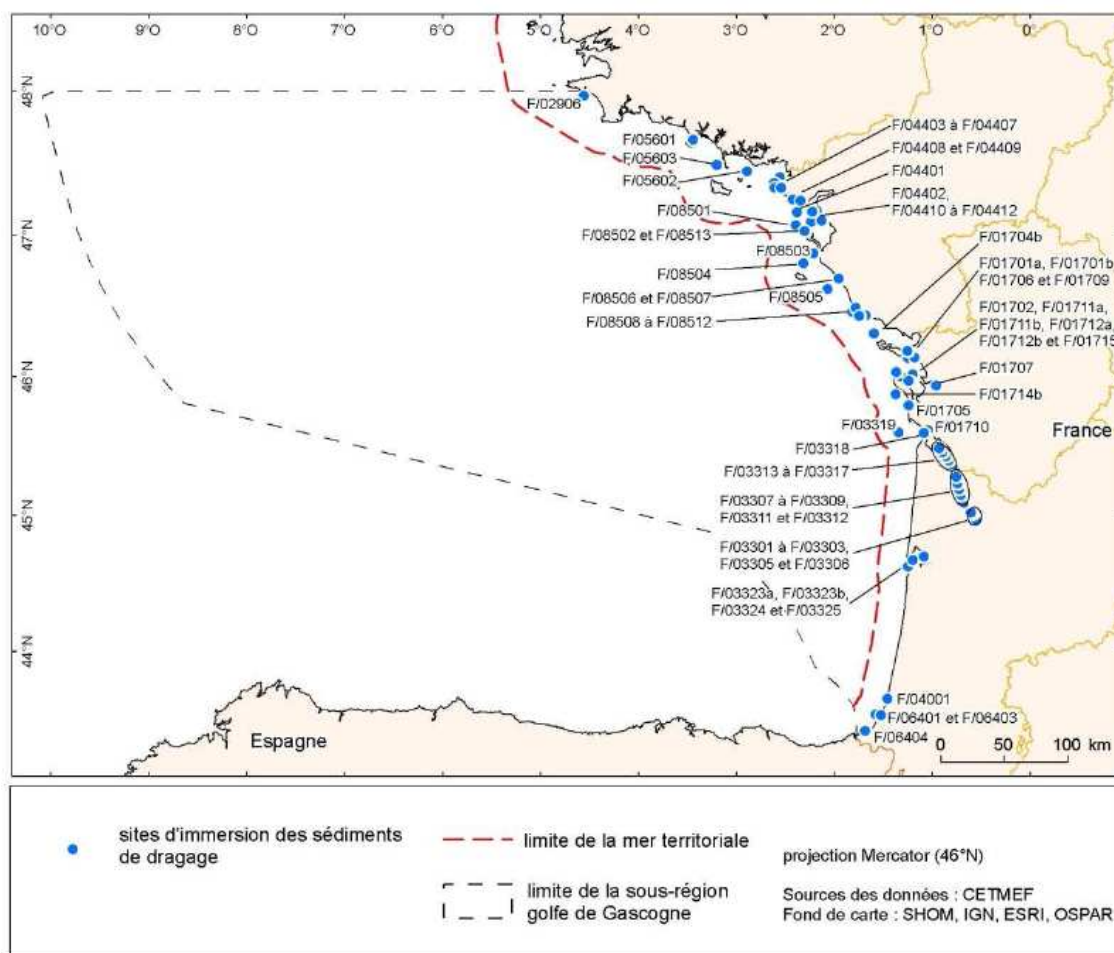 10°O 9°O 8°O 7°O 6°O 5°O 4°O 3°O 2°O 1°O 0°
48°N
47°N
46°N
45°N
44°N
F/02906
F/05601
F/05603
F/05602
F/08501
F/08502 et F/08513
F/08503
F/08504
F/08506 et F/08507
F/08505
F/08508 à F/08512
F/04403 à F/04407
F/04408 et F/04409
F/04401
F/04402,
F/04410 à F/04412
F/01704b
F/01701a, F/01701b
F/01706 et F/01709
F/01702, F/01711a,
F/01711b, F/01712a,
F/01712b et F/01715
F/01707
F/01714b
F/01705
F/01710
France
F/03319
F/03318
F/03313 à F/03317
F/03307 à F/03309,
F/03311 et F/03312
F/03301 à F/03303,
F/03305 et F/03306
F/03323a, F/03323b,
F/03324 et F/03325
F/04001
F/06401 et F/06403
F/06404
Espagne
0 50 100 km
sites d'immersion des sédiments
de dragage
limite de la mer territoriale
limite de la sous-région
golfe de Gascogne
projection Mercator (46°N)
Sources des données : CETMEF
Fond de carte : SHOM, IGN, ESRI, OSPAR